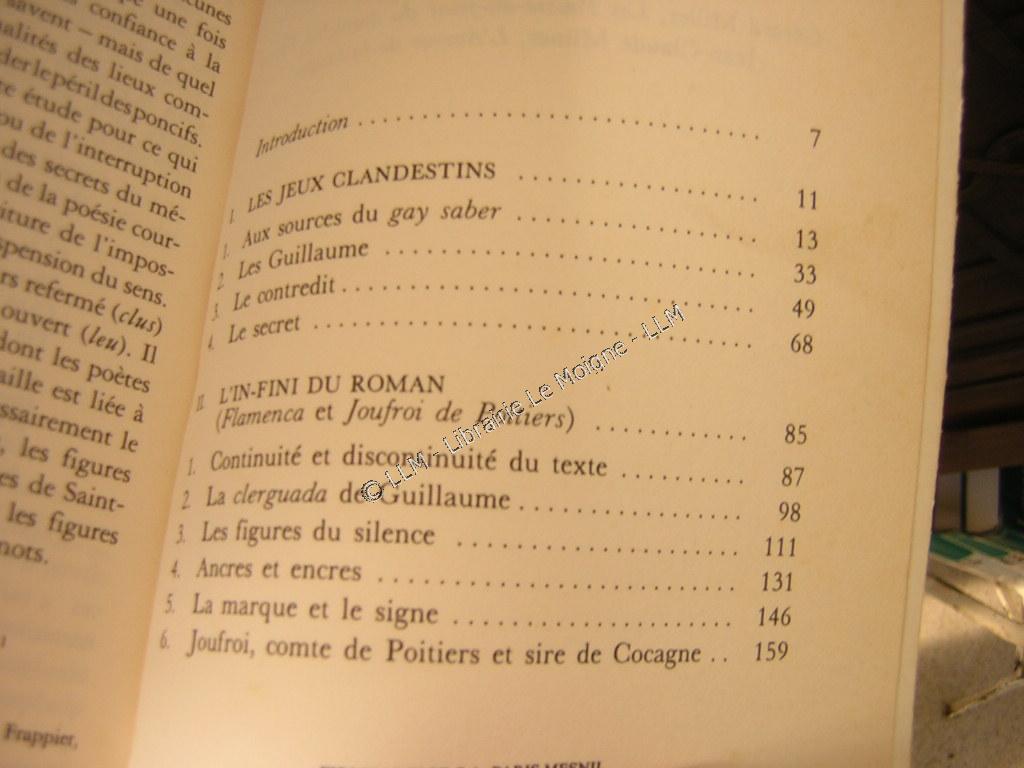 eunes
une fois
confiance à la
savent – mais de quel
alités des lieux com-
der le péril des poncifs.
te étude pour ce qui
ou de l'interruption
des secrets du mé-
de la poésie cour-
iture de l'impos-
spension du sens.
rs refermé (clus)
ouvert (leu). Il
dont les poètes
aille est liée à
essairement le
, les figures
es de Saint-
les figures
mots.
Frappier,
Introduction .......... 7
I. LES JEUX CLANDESTINS .......... 11
1. Aux sources du gay saber .......... 13
2. Les Guillaume .......... 33
3. Le contredit .......... 49
4. Le secret .......... 68
II. L'IN-FINI DU ROMAN
(Flamenca et Joufroi de Poitiers) .......... 85
1. Continuité et discontinuité du texte .......... 87
2. La clerguada de Guillaume .......... 98
3. Les figures du silence .......... 111
4. Ancres et encres .......... 131
5. La marque et le signe .......... 146
6. Joufroi, comte de Poitiers et sire de Cocagne .. 159
© LLM - Librairie Le Moigne - LLM